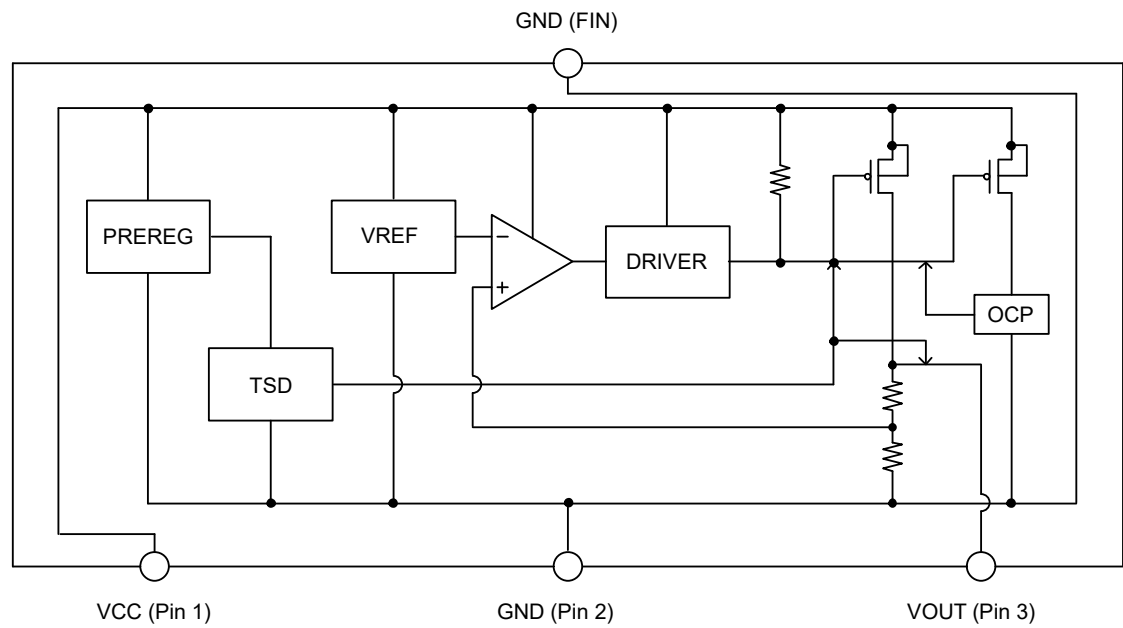 GND (FIN)
PREREG
VREF
−
+
DRIVER
OCP
TSD
VCC (Pin 1)
GND (Pin 2)
VOUT (Pin 3)